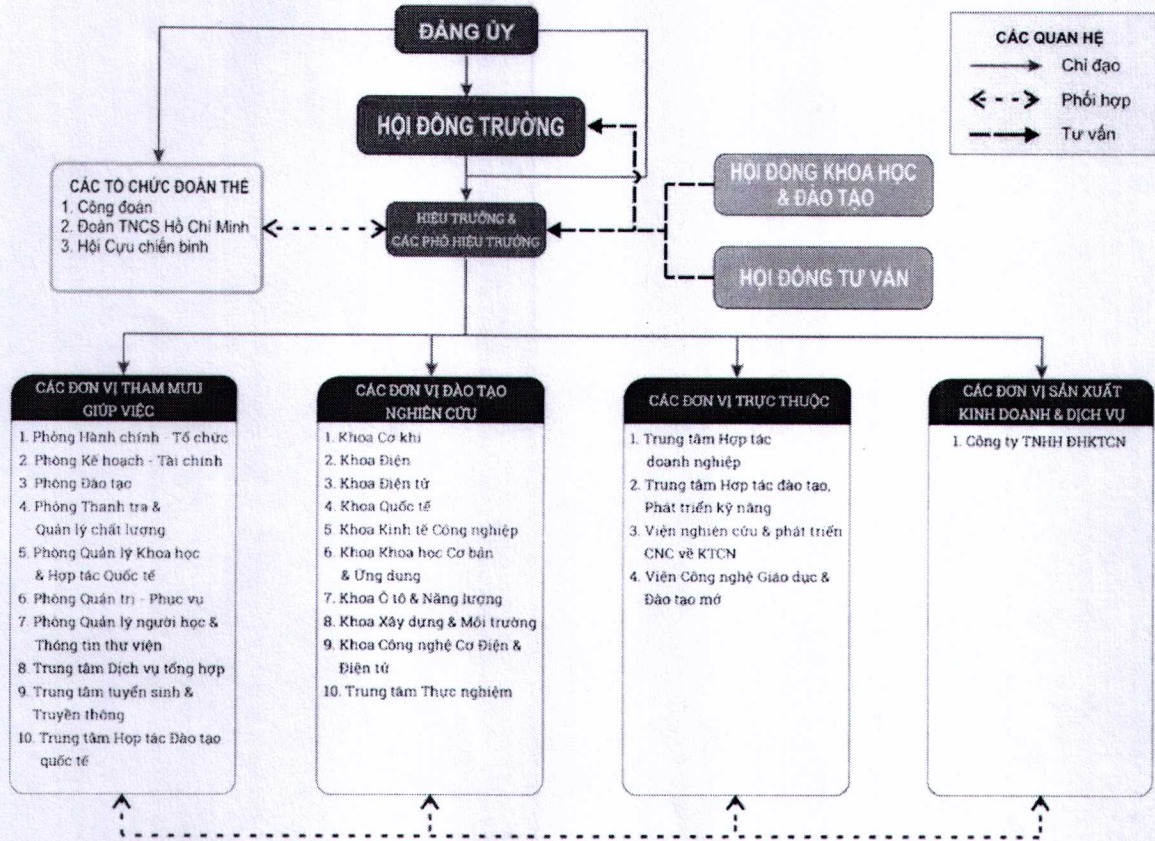 ĐẢNG ỦY
CÁC QUAN HỆ
Chỉ đạo
Phối hợp
Tư vấn
HỘI ĐỒNG TRƯỜNG
CÁC TỔ CHỨC ĐOÀN THỂ
1. Công đoàn
2. Đoàn TNCS Hồ Chí Minh
3. Hội Cựu chiến binh
HIỆU TRƯỞNG &
CÁC PHÓ HIỆU TRƯỞNG
HỘI ĐỒNG KHOA HỌC
& ĐÀO TẠO
HỘI ĐỒNG TƯ VẤN
CÁC ĐƠN VỊ THAM MƯU
GIÚP VIỆC
1. Phòng Hành chính - Tổ chức
2. Phòng Kế hoạch - Tài chính
3 Phòng Đào tạo
4. Phòng Thanh tra &
Quản lý chất lượng
5. Phòng Quản lý Khoa học
& Hợp tác Quốc tế
6. Phòng Quản trị - Phục vụ
7. Phòng Quản lý người học &
Thông tin thư viện
8. Trung tâm Dịch vụ tổng hợp
9. Trung tâm tuyển sinh &
Truyền thông
10. Trung tâm Hợp tác Đào tạo
quốc tế
CÁC ĐƠN VỊ ĐÀO TẠO
NGHIÊN CỨU
1. Khoa Cơ khí
2. Khoa Điện
3. Khoa Điện tử
4. Khoa Quốc tế
5. Khoa Kinh tế Công nghiệp
6. Khoa Khoa học Cơ bản
& Ứng dụng
7. Khoa Ô tô & Năng lượng
8. Khoa Xây dựng & Môi trường
9. Khoa Công nghệ Cơ Điện &
Điện tử
10. Trung tâm Thực nghiệm
CÁC ĐƠN VỊ TRỰC THUỘC
1. Trung tâm Hợp tác
doanh nghiệp
2. Trung tâm Hợp tác đào tạo,
Phát triển kỹ năng
3. Viện nghiên cứu & phát triển
CNC về KTCN
4. Viện Công nghệ Giáo dục &
Đào tạo mở
CÁC ĐƠN VỊ SẢN XUẤT
KINH DOANH & DỊCH VỤ
1. Công ty TNHH ĐHKTCN